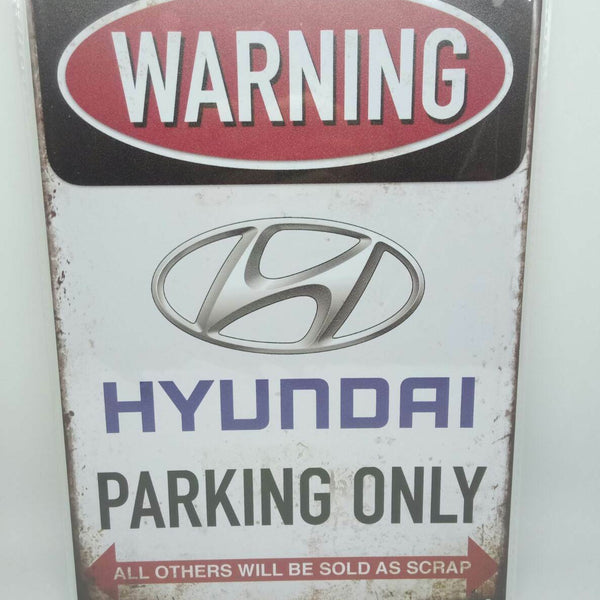 WARNING
HYUNDAI
PARKING ONLY
ALL OTHERS WILL BE SOLD AS SCRAP